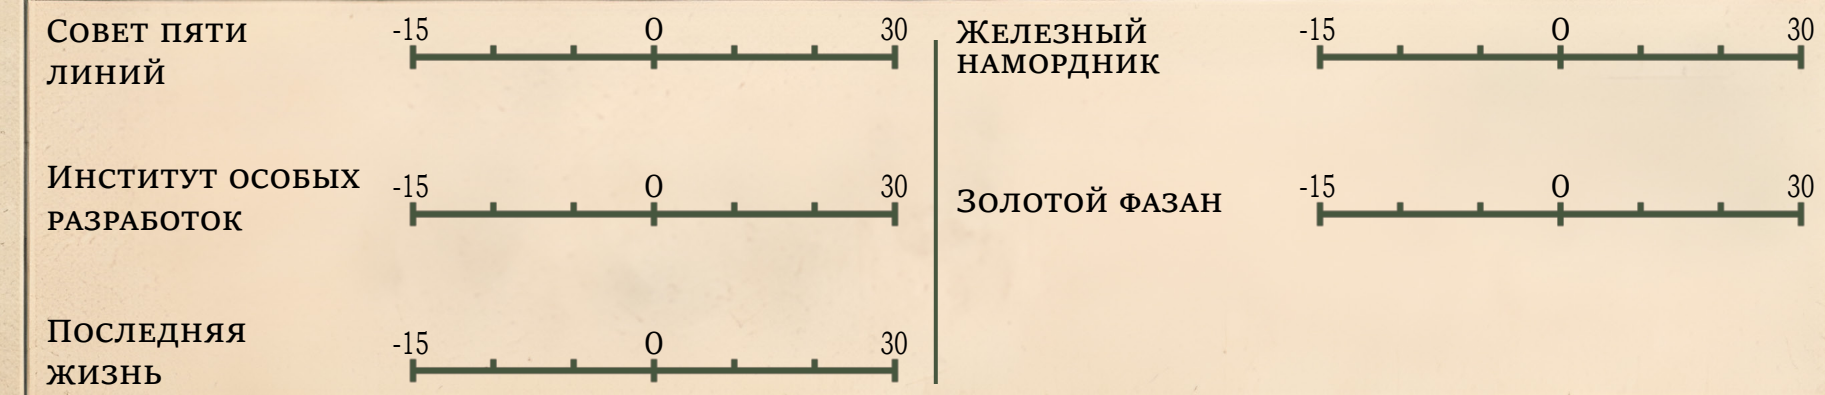 Совет пяти
линий
-15 0 30
Институт особых
разработок
-15 0 30
Последняя
жизнь
-15 0 30
Железный
намордник
-15 0 30
Золотой фазан
-15 0 30